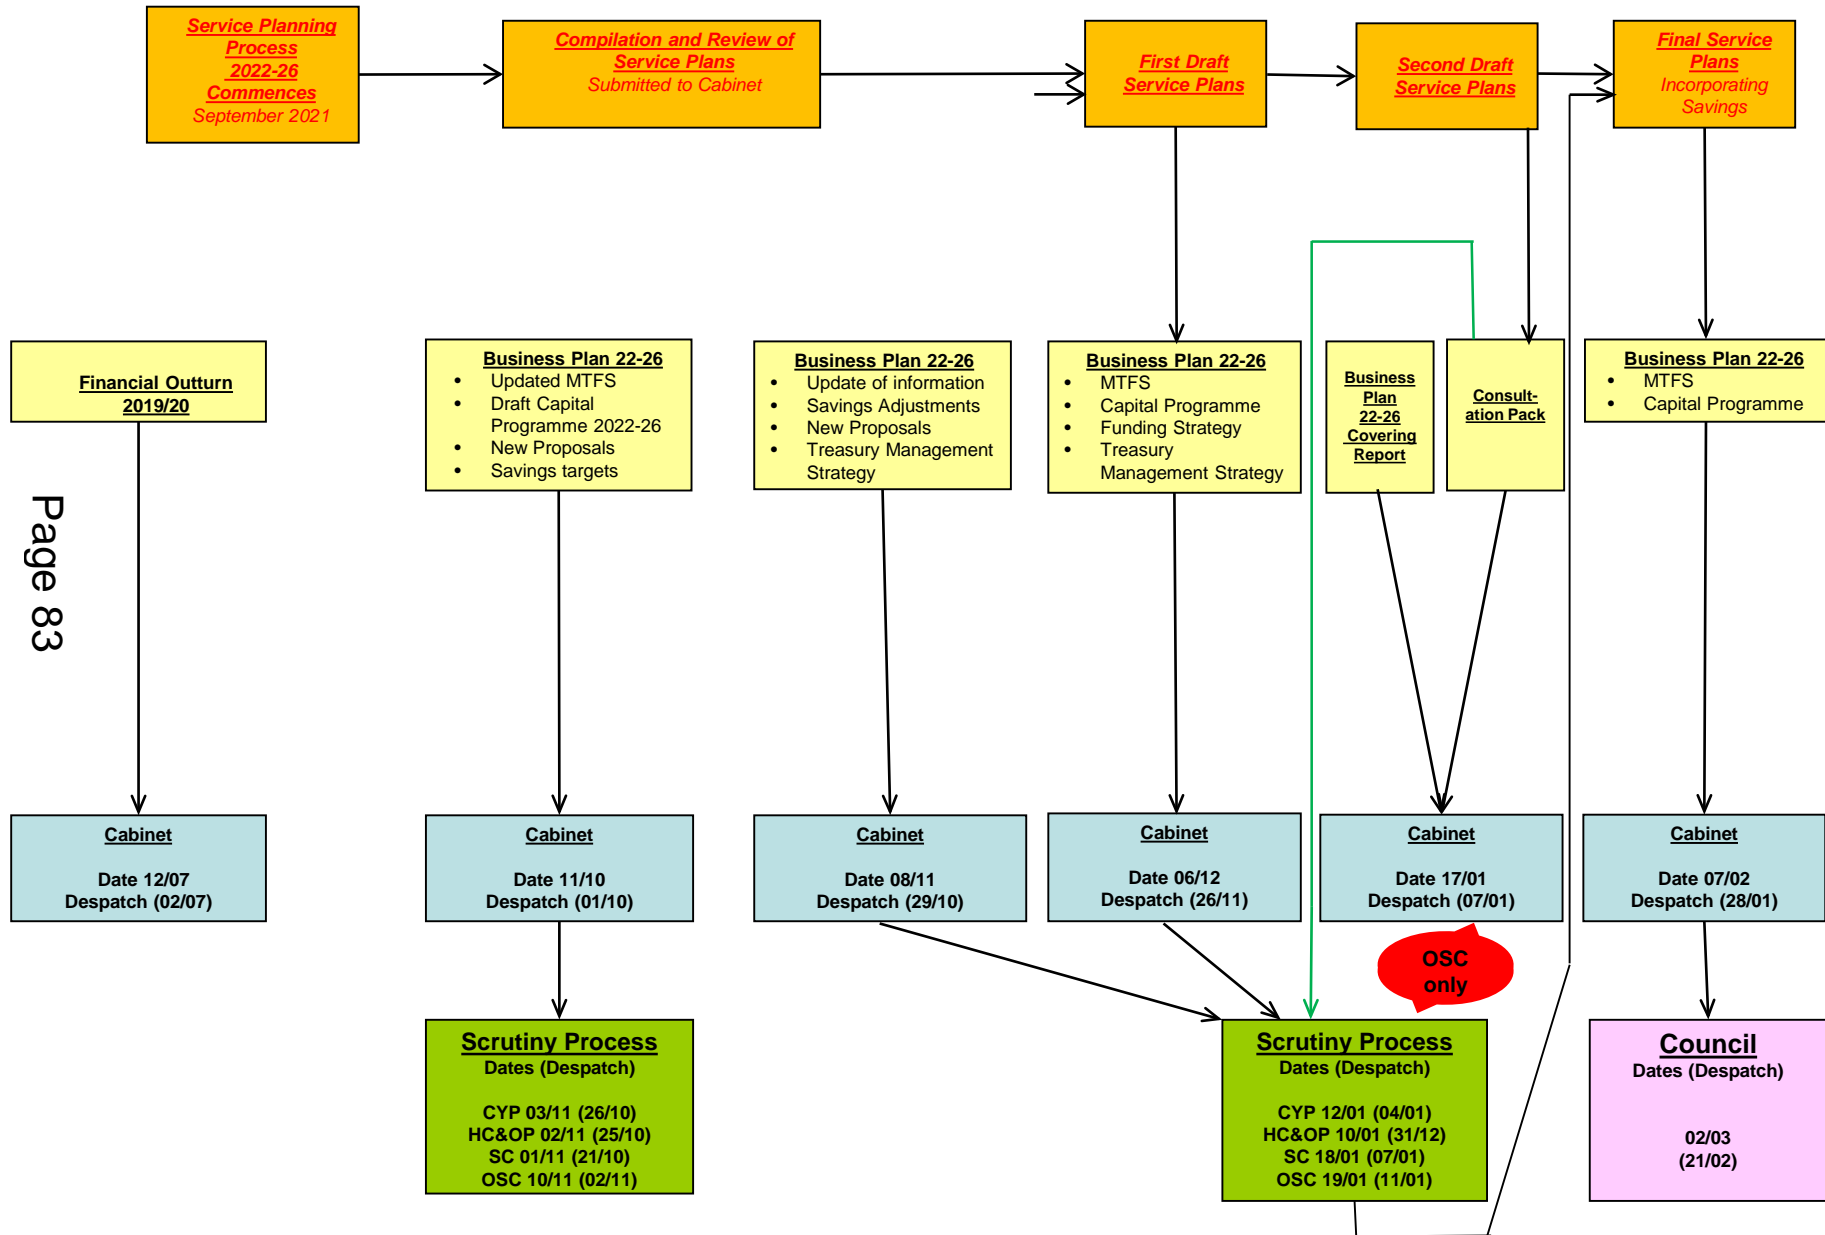 Service Planning
Process
2022-26
Commences
September 2021
Compilation and Review of
Service Plans
Submitted to Cabinet
First Draft
Service Plans
Second Draft
Service Plans
Final Service
Plans
Incorporating
Savings
Financial Outturn
2019/20
Business Plan 22-26
• Updated MTFS
• Draft Capital
Programme 2022-26
• New Proposals
• Savings targets
Business Plan 22-26
• Update of information
• Savings Adjustments
• New Proposals
• Treasury Management
Strategy
Business Plan 22-26
• MTFS
• Capital Programme
• Funding Strategy
• Treasury
Management Strategy
Business
Plan
22-26
Covering
Report
Consult-
ation Pack
Business Plan 22-26
• MTFS
• Capital Programme
Page 83
Cabinet
Date 12/07
Despatch (02/07)
Cabinet
Date 11/10
Despatch (01/10)
Cabinet
Date 08/11
Despatch (29/10)
Cabinet
Date 06/12
Despatch (26/11)
Cabinet
Date 17/01
Despatch (07/01)
Cabinet
Date 07/02
Despatch (28/01)
OSC
only
Scrutiny Process
Dates (Despatch)
CYP 03/11 (26/10)
HC&OP 02/11 (25/10)
SC 01/11 (21/10)
OSC 10/11 (02/11)
Scrutiny Process
Dates (Despatch)
CYP 12/01 (04/01)
HC&OP 10/01 (31/12)
SC 18/01 (07/01)
OSC 19/01 (11/01)
Council
Dates (Despatch)
02/03
(21/02)